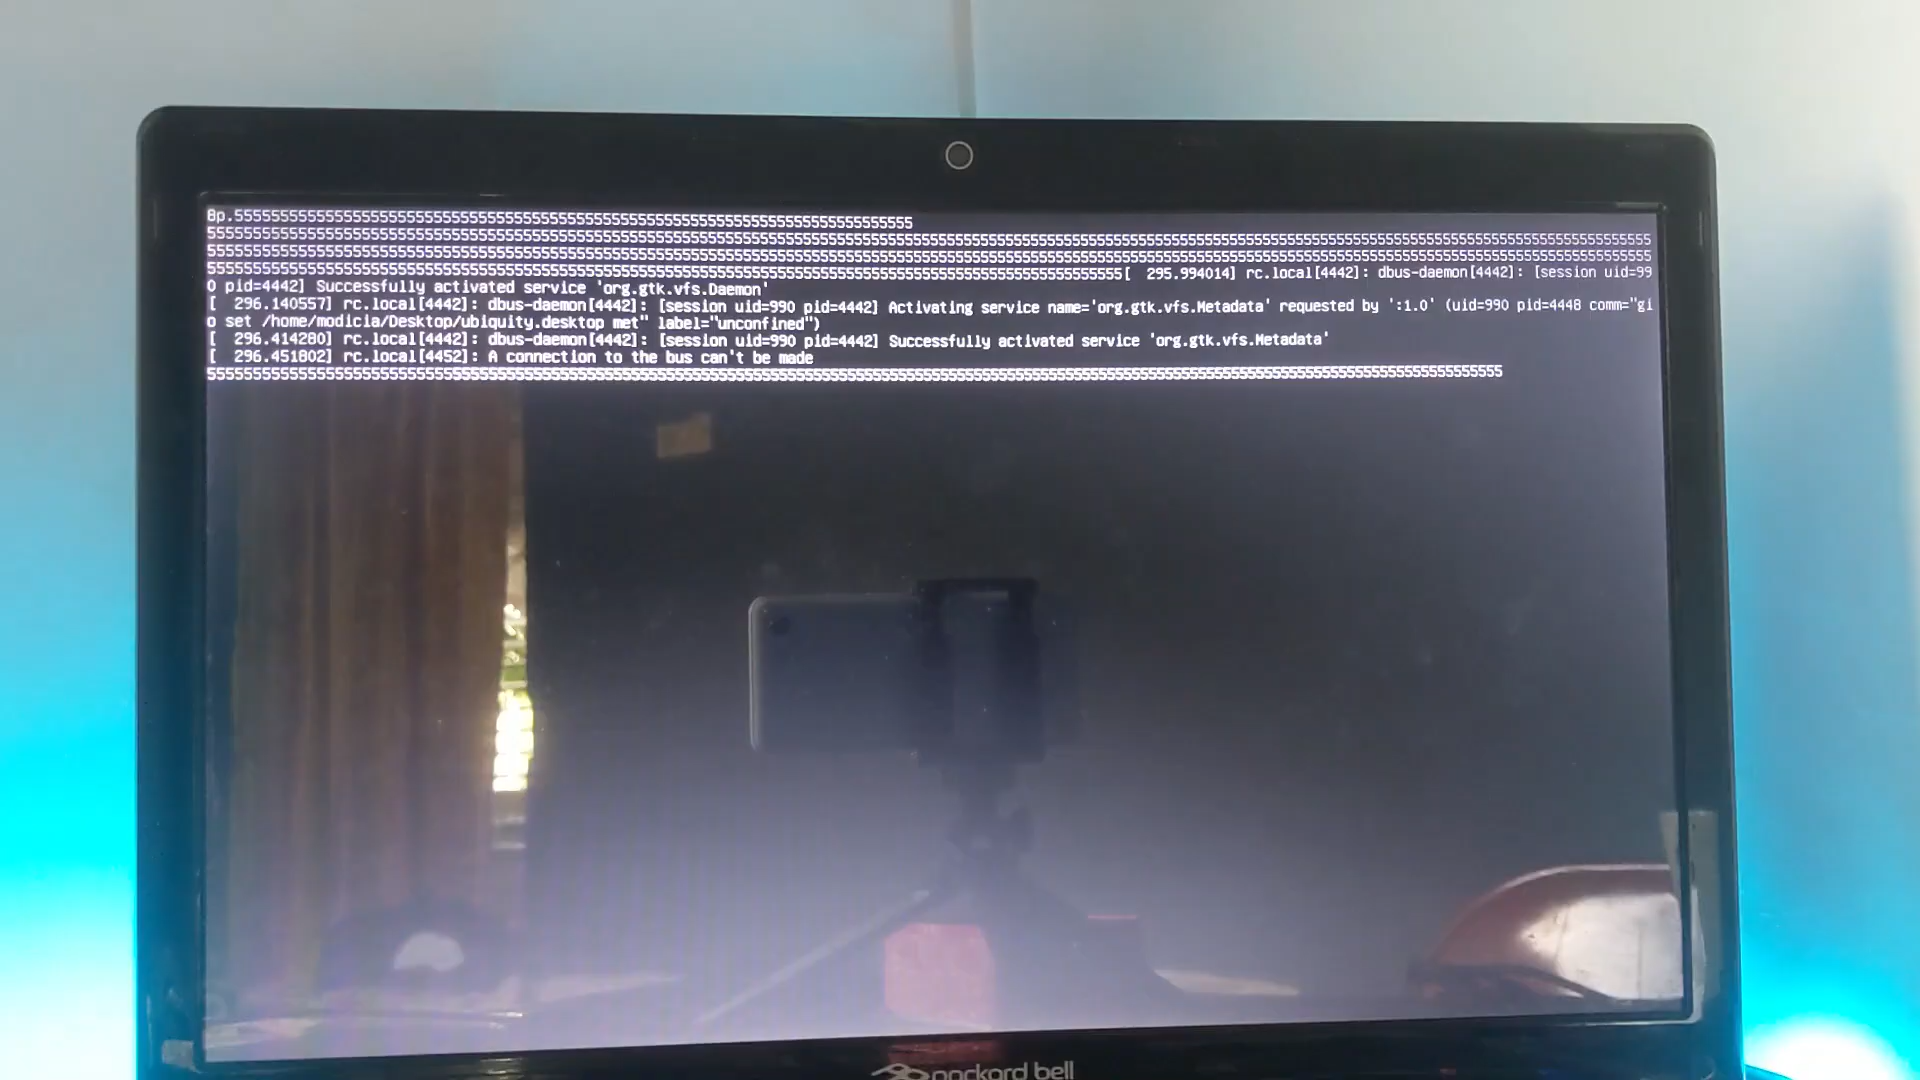 8p.5555555555555555555555555555555555555555555555555555555555555555555555555555
5555555555555555555555555555555555555555555555555555555555555555555555555555555555555555555555555555555555555555555555555555555555555555555555555555555555555555
5555555555555555555555555555555555555555555555555555555555555555555555555555555555555555555555555555555555555555555555555555555555555555555555555555555555555555
55555555555555555555555555555555555555555555555555555555555555555555555555555555555555555555555555555[  295.994014] rc.local[4442]: dbus-daemon[4442]: [session uid=99
0 pid=4442] Successfully activated service 'org.gtk.vfs.Daemon'
[  296.140557] rc.local[4442]: dbus-daemon[4442]: [session uid=990 pid=4442] Activating service name='org.gtk.vfs.Metadata' requested by ':1.0' (uid=990 pid=4448 comm="gi
o set /home/modicia/Desktop/ubiquity.desktop met" label="unconfined")
[  296.414280] rc.local[4442]: dbus-daemon[4442]: [session uid=990 pid=4442] Successfully activated service 'org.gtk.vfs.Metadata'
[  296.451802] rc.local[4452]: A connection to the bus can't be made
5555555555555555555555555555555555555555555555555555555555555555555555555555555555555555555555555555555555555555555555555555555555555555555555555
packard bell